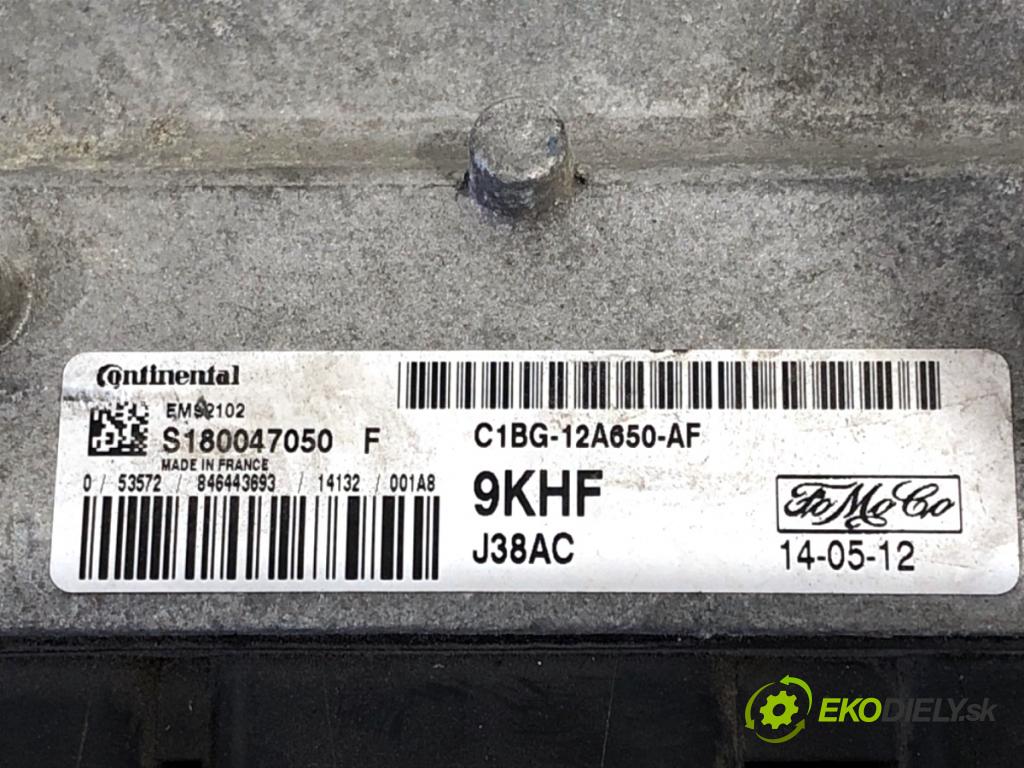 Continental
EMS2102
S180047050 F
MADE IN FRANCE
0 / 53572 / 846443693 / 14132 / 001A8
C1BG-12A650-AF
9KHF
J38AC
FoMoCo
14-05-12
EKODIELY.sk